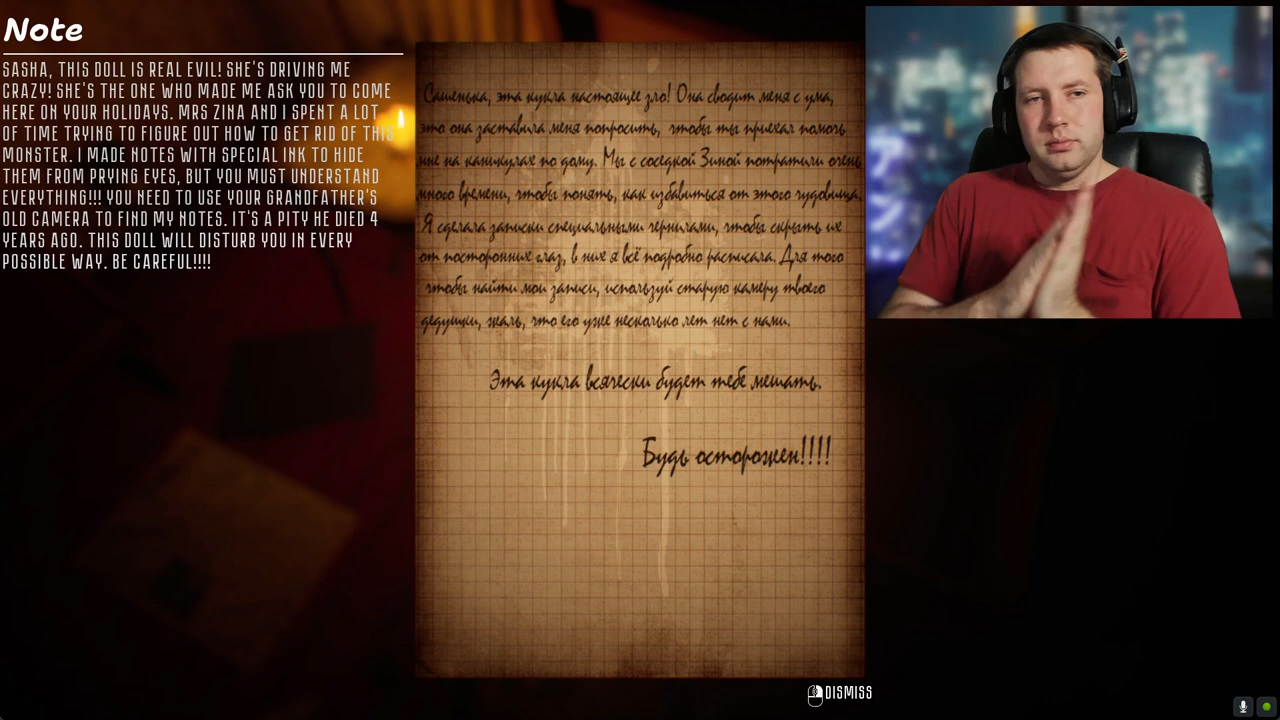 Note
SASHA, THIS DOLL IS REAL EVIL! SHE'S DRIVING ME
CRAZY! SHE'S THE ONE WHO MADE ME ASK YOU TO COME
HERE ON YOUR HOLIDAYS. MRS ZINA AND I SPENT A LOT
OF TIME TRYING TO FIGURE OUT HOW TO GET RID OF THIS
MONSTER. I MADE NOTES WITH SPECIAL INK TO HIDE
THEM FROM PRYING EYES, BUT YOU MUST UNDERSTAND
EVERYTHING!!! YOU NEED TO USE YOUR GRANDFATHER'S
OLD CAMERA TO FIND MY NOTES. IT'S A PITY HE DIED 4
YEARS AGO. THIS DOLL WILL DISTURB YOU IN EVERY
POSSIBLE WAY. BE CAREFUL!!!!
Сашенька, эта кукла настоящее зло! Она сводит меня с ума,
это она заставила меня попросить, чтобы ты приехал помочь
мне на каникулах по дому. Мы с соседкой Зиной потратили очень
много времени, чтобы понять, как избавиться от этого чудовища.
Я сделала записки специальными чернилами, чтобы скрыть их
от посторонних глаз, в них я всё подробно расписала. Для того
чтобы найти мои записи, используй старую камеру твоего
дедушки, жаль, что его уже несколько лет нет с нами.
Эта кукла всячески будет тебе мешать.
Будь осторожен!!!!
DISMISS